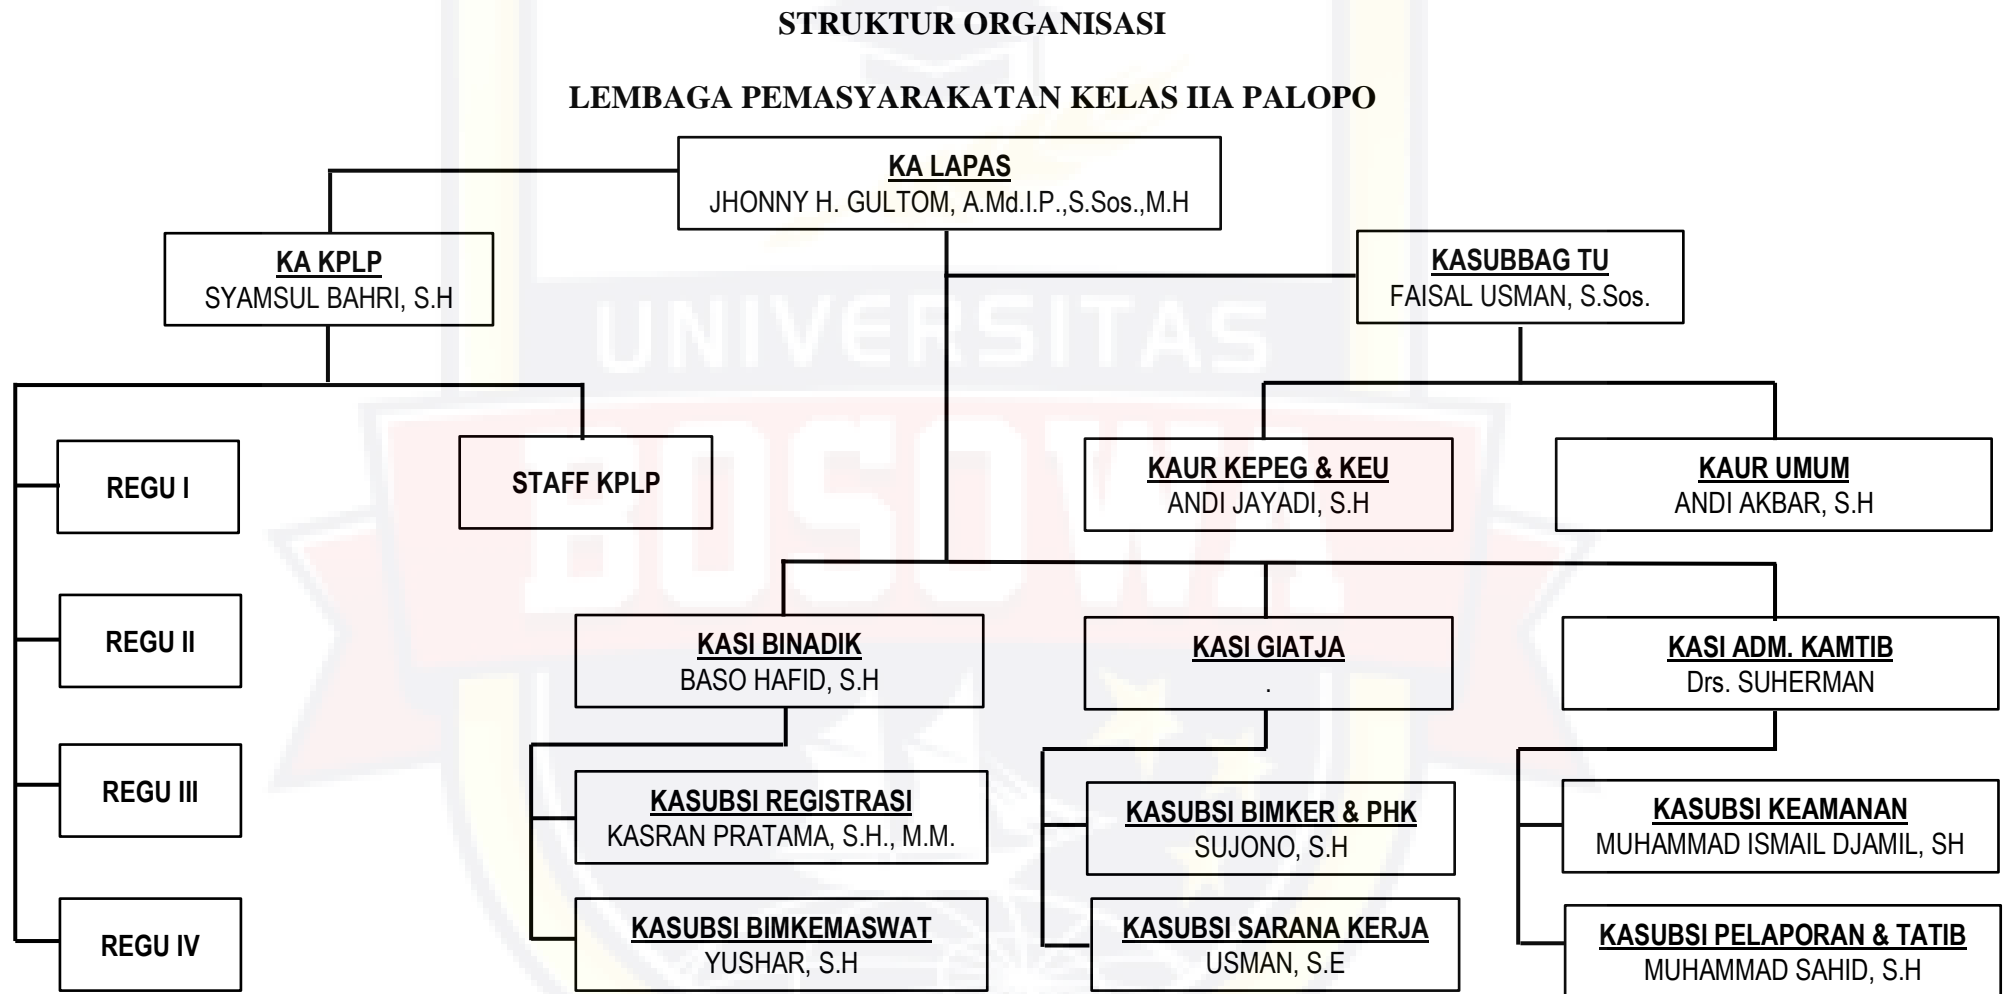 STRUKTUR ORGANISASI
LEMBAGA PEMASYARAKATAN KELAS IIA PALOPO
KA LAPAS
JHONNY H. GULTOM, A.Md.I.P.,S.Sos.,M.H
KA KPLP
SYAMSUL BAHRI, S.H
KASUBBAG TU
FAISAL USMAN, S.Sos.
UNIVERSITAS
BOSOWA
REGU I
STAFF KPLP
KAUR KEPEG & KEU
ANDI JAYADI, S.H
KAUR UMUM
ANDI AKBAR, S.H
REGU II
KASI BINADIK
BASO HAFID, S.H
KASI GIATJA
.
KASI ADM. KAMTIB
Drs. SUHERMAN
REGU III
KASUBSI REGISTRASI
KASRAN PRATAMA, S.H., M.M.
KASUBSI BIMKER & PHK
SUJONO, S.H
KASUBSI KEAMANAN
MUHAMMAD ISMAIL DJAMIL, SH
REGU IV
KASUBSI BIMKEMASWAT
YUSHAR, S.H
KASUBSI SARANA KERJA
USMAN, S.E
KASUBSI PELAPORAN & TATIB
MUHAMMAD SAHID, S.H